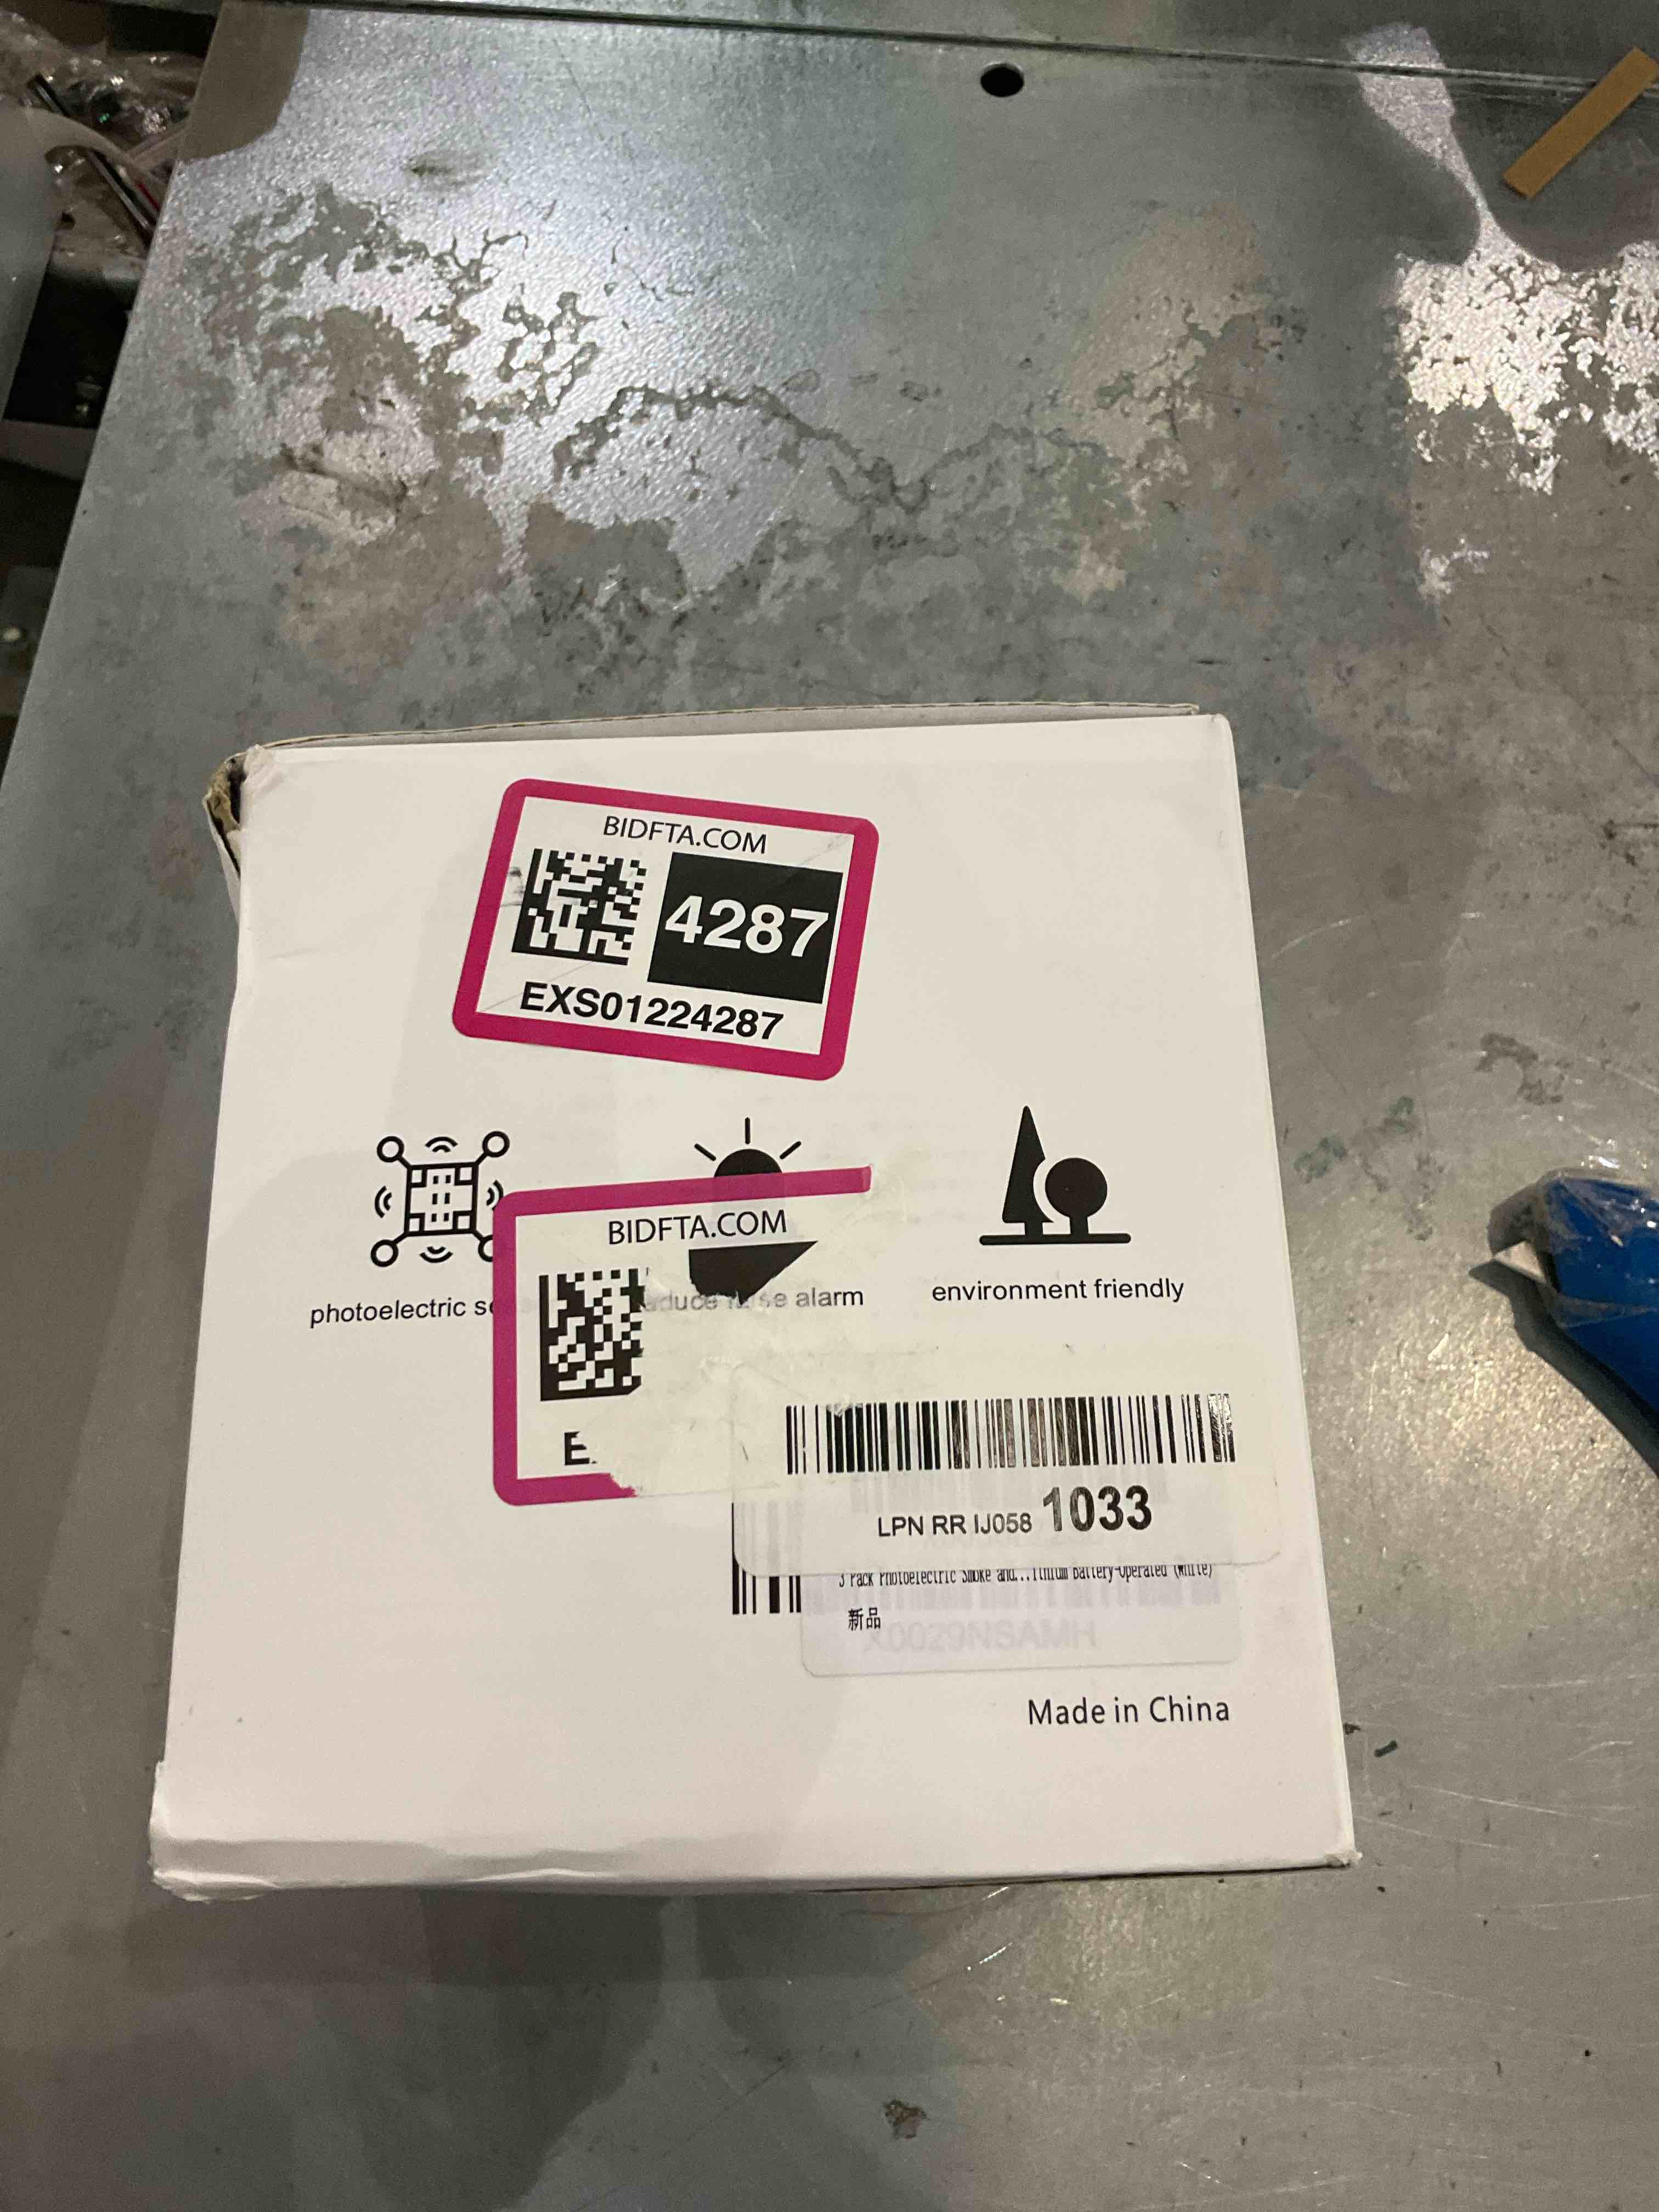 BIDFTA.COM
4287
EXS01224287
BIDFTA.COM
photoelectric
alarm
environment friendly
E
LPN RR IJ058 1033
3 Pack Photoelectric Smoke and...ithium Battery-Operated (White)
新品
X0029NSAMH
Made in China